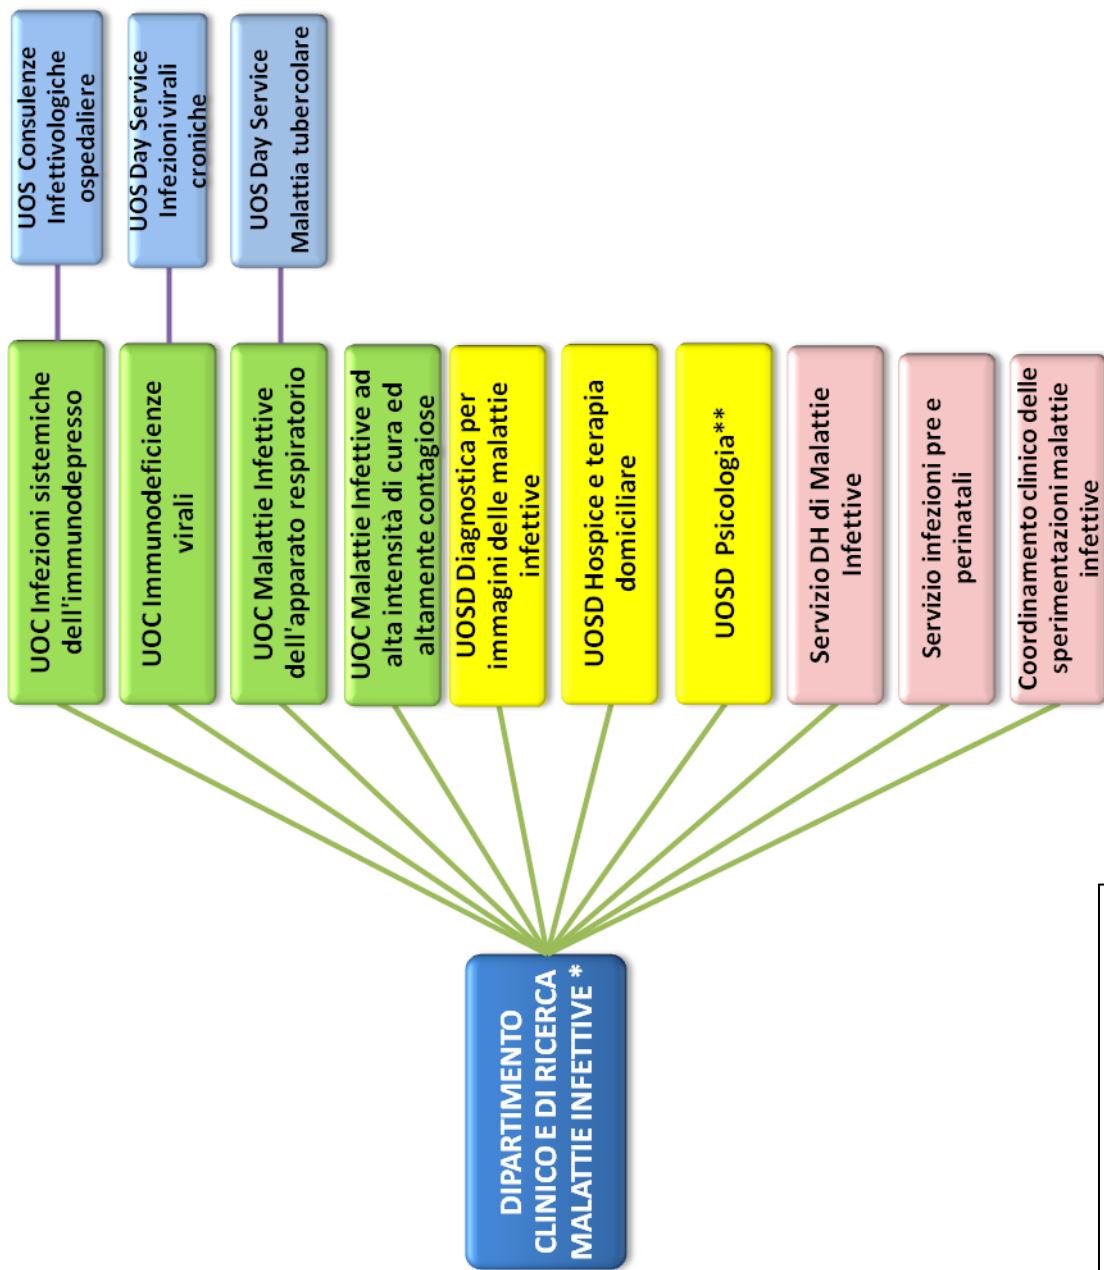 DIPARTIMENTO
CLINICO E DI RICERCA
MALATTIE INFETTIVE *
UOC Infezioni sistemiche
dell'immunodepresso
UOS Consulenze
Infettivologiche
ospedaliere
UOC Immunodeficienze
virali
UOS Day Service
Infezioni virali
croniche
UOC Malattie Infettive
dell'apparato respiratorio
UOS Day Service
Malattia tubercolare
UOC Malattie Infettive ad
alta intensità di cura ed
altamente contagiose
UOSD Diagnostica per
immagini delle malattie
infettive
UOSD Hospice e terapia
domiciliare
UOSD Psicologia**
Servizio DH di Malattie
Infettive
Servizio infezioni pre e
perinatali
Coordinamento clinico delle
sperimentazioni malattie
infettive